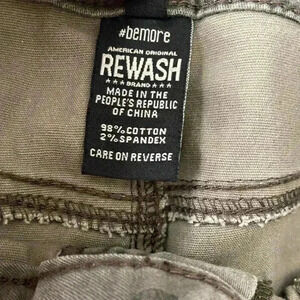 #bemore
AMERICAN ORIGINAL
REWASH
★★★ BRAND ★★★
MADE IN THE
PEOPLE'S REPUBLIC
OF CHINA
98%COTTON
2%SPANDEX
CARE ON REVERSE